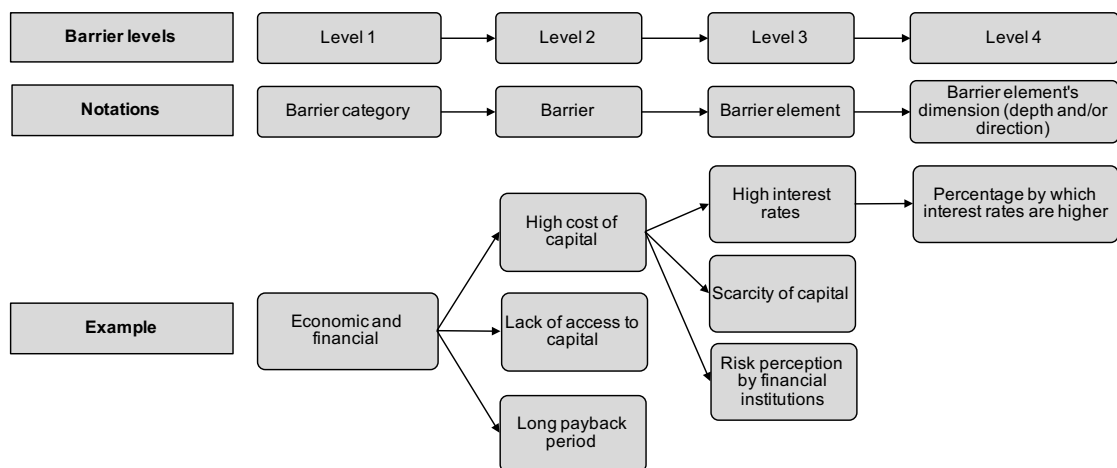 Barrier levels
Level 1
Level 2
Level 3
Level 4
Notations
Barrier category
Barrier
Barrier element
Barrier element's
dimension (depth and/or
direction)
Example
Economic and
financial
High cost of
capital
Lack of access to
capital
Long payback
period
High interest
rates
Scarcity of capital
Risk perception
by financial
institutions
Percentage by which
interest rates are higher